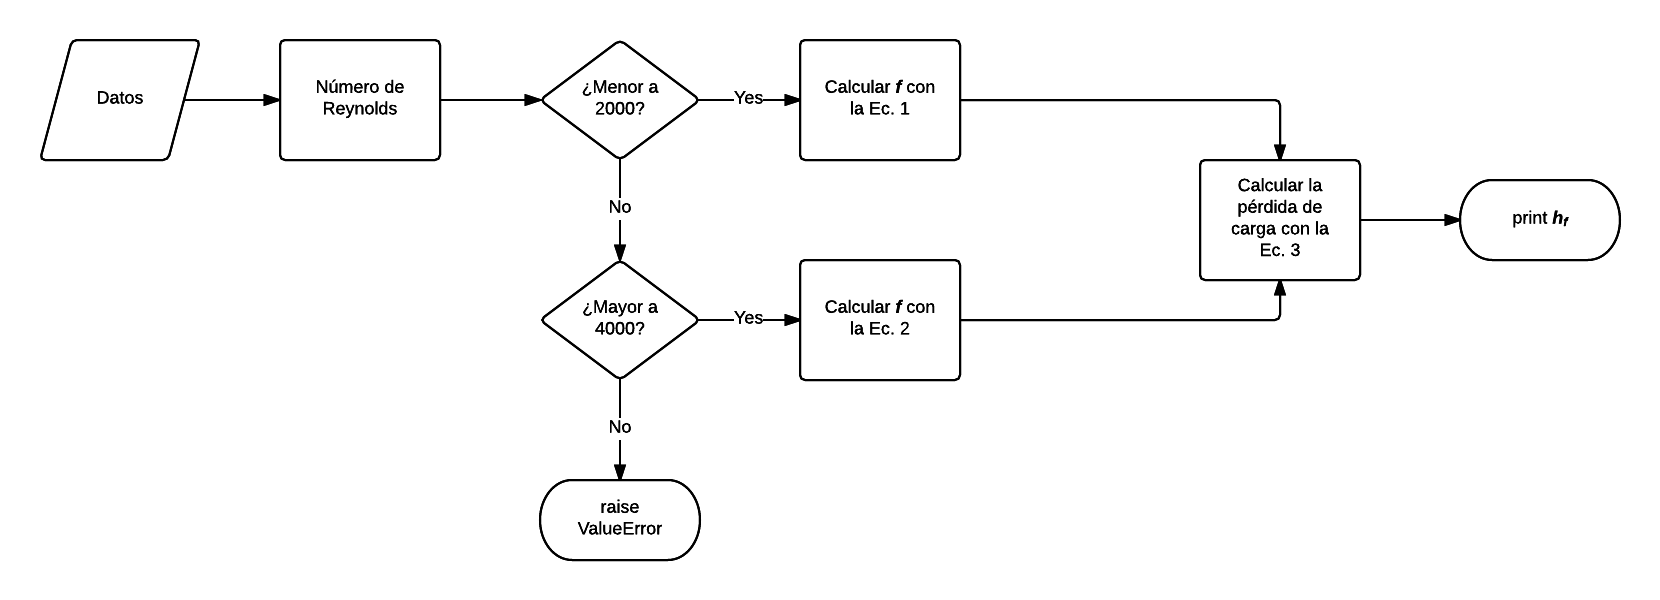 Datos
Número de
Reynolds
¿Menor a
2000?
Yes
Calcular f con
la Ec. 1
No
¿Mayor a
4000?
Yes
Calcular f con
la Ec. 2
No
raise
ValueError
Calcular la
pérdida de
carga con la
Ec. 3
print hf